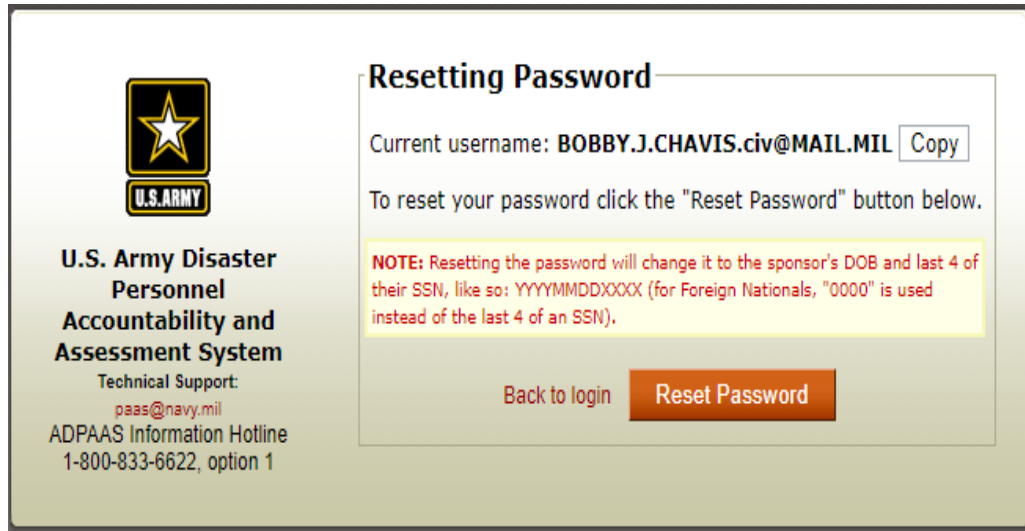 U.S.ARMY
U.S. Army Disaster
Personnel
Accountability and
Assessment System
Technical Support:
paas@navy.mil
ADPAAS Information Hotline
1-800-833-6622, option 1
Resetting Password
Current username: BOBBY.J.CHAVIS.civ@MAIL.MIL Copy
To reset your password click the "Reset Password" button below.
NOTE: Resetting the password will change it to the sponsor's DOB and last 4 of
their SSN, like so: YYYYMMDDXXXX (for Foreign Nationals, "0000" is used
instead of the last 4 of an SSN).
Back to login Reset Password